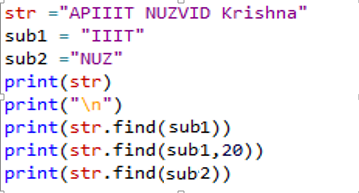 str ="APIIIT NUZVID Krishna"
sub1 = "IIIT"
sub2 ="NUZ"
print(str)
print("\n")
print(str.find(sub1))
print(str.find(sub1,20))
print(str.find(sub2))